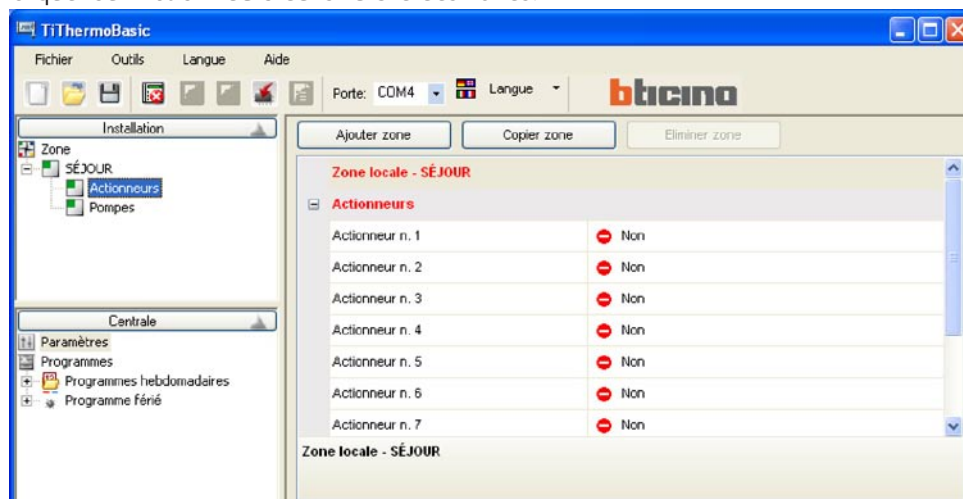 TiThermoBasic
Fichier Outils Langue Aide
Porte: COM4 Langue bticino
Installation
Zone
SÉJOUR
Actionneurs
Pompes
Centrale
Paramètres
Programmes
Programmes hebdomadaires
Programme férié
Ajouter zone Copier zone Eliminer zone
Zone locale - SÉJOUR
Actionneurs
Actionneur n. 1 Non
Actionneur n. 2 Non
Actionneur n. 3 Non
Actionneur n. 4 Non
Actionneur n. 5 Non
Actionneur n. 6 Non
Actionneur n. 7 Non
Zone locale - SÉJOUR